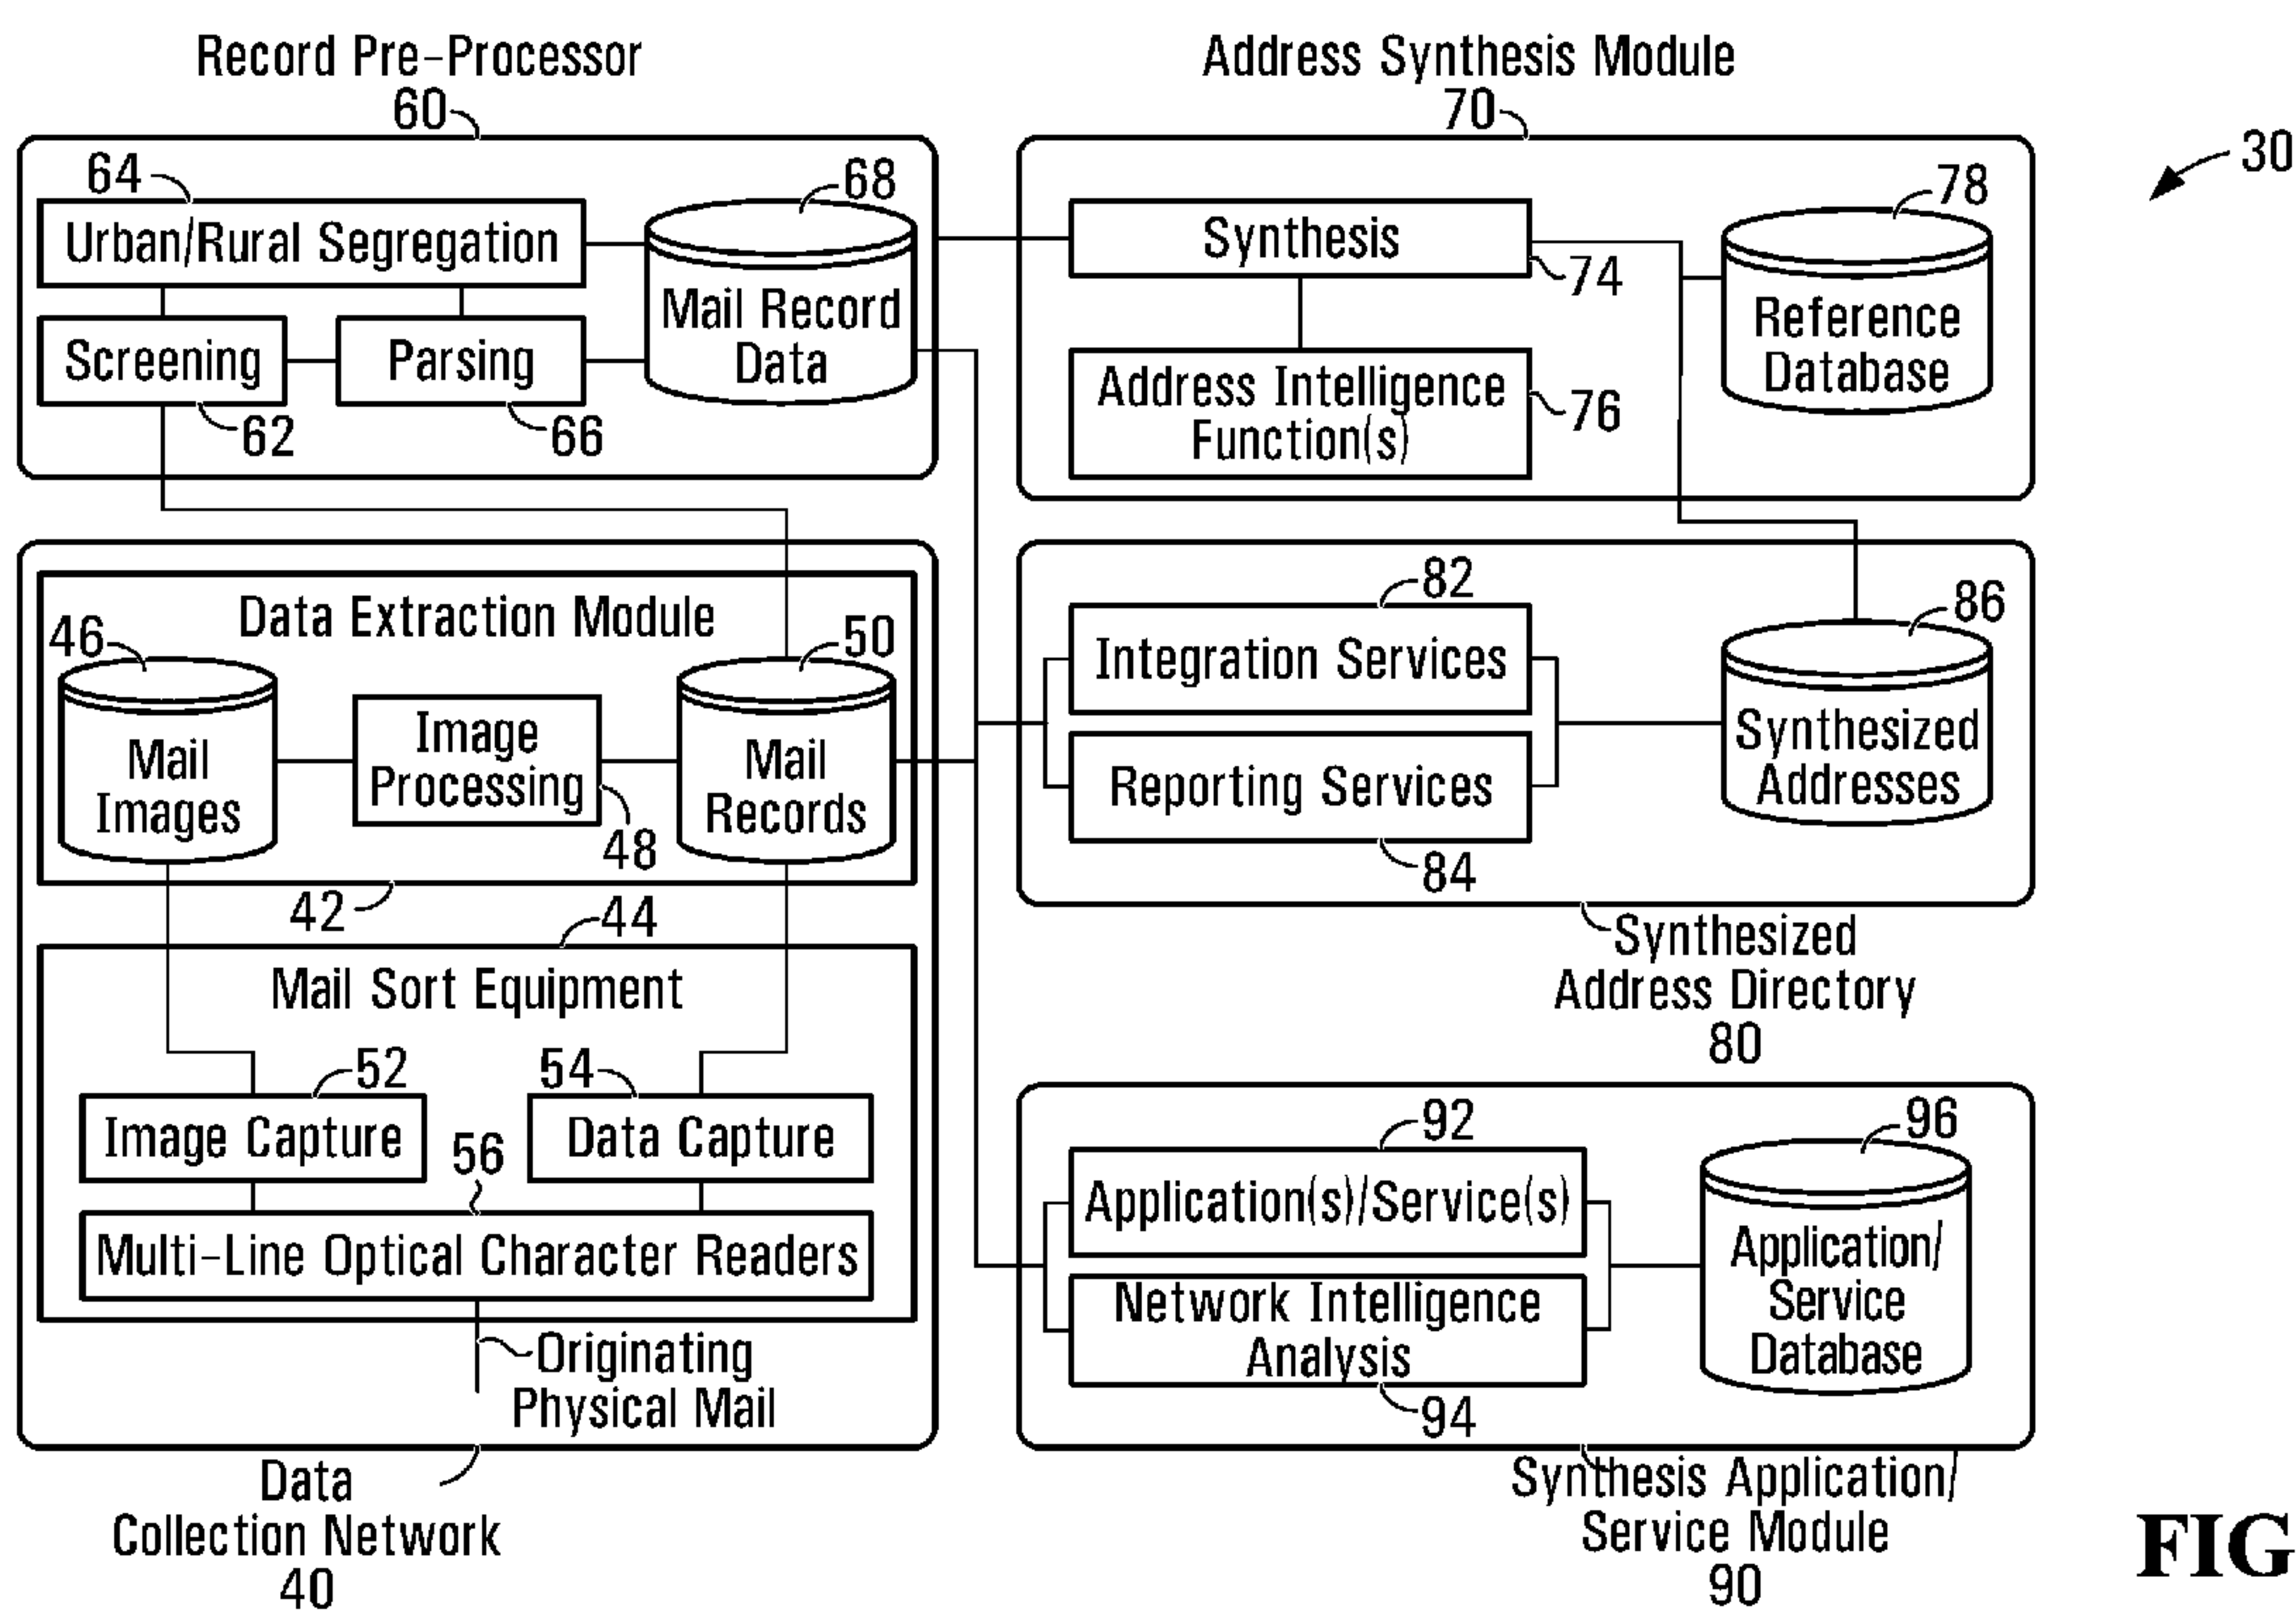 Record Pre-Processor
60
64
68
Urban/Rural Segregation
Mail Record
Data
Screening
Parsing
62
66
Address Synthesis Module
70
30
78
Synthesis
74
Reference
Database
Address Intelligence
Function(s)
76
Data Extraction Module
46
50
Mail
Images
Image
Processing
48
Mail
Records
42
44
Mail Sort Equipment
52
54
Image Capture
56
Data Capture
Multi-Line Optical Character Readers
Originating
Physical Mail
Data
Collection Network
40
82
86
Integration Services
Synthesized
Addresses
Reporting Services
84
Synthesized
Address Directory
80
92
96
Application(s)/Service(s)
Application/
Service
Database
Network Intelligence
Analysis
94
Synthesis Application/
Service Module
90
FIG